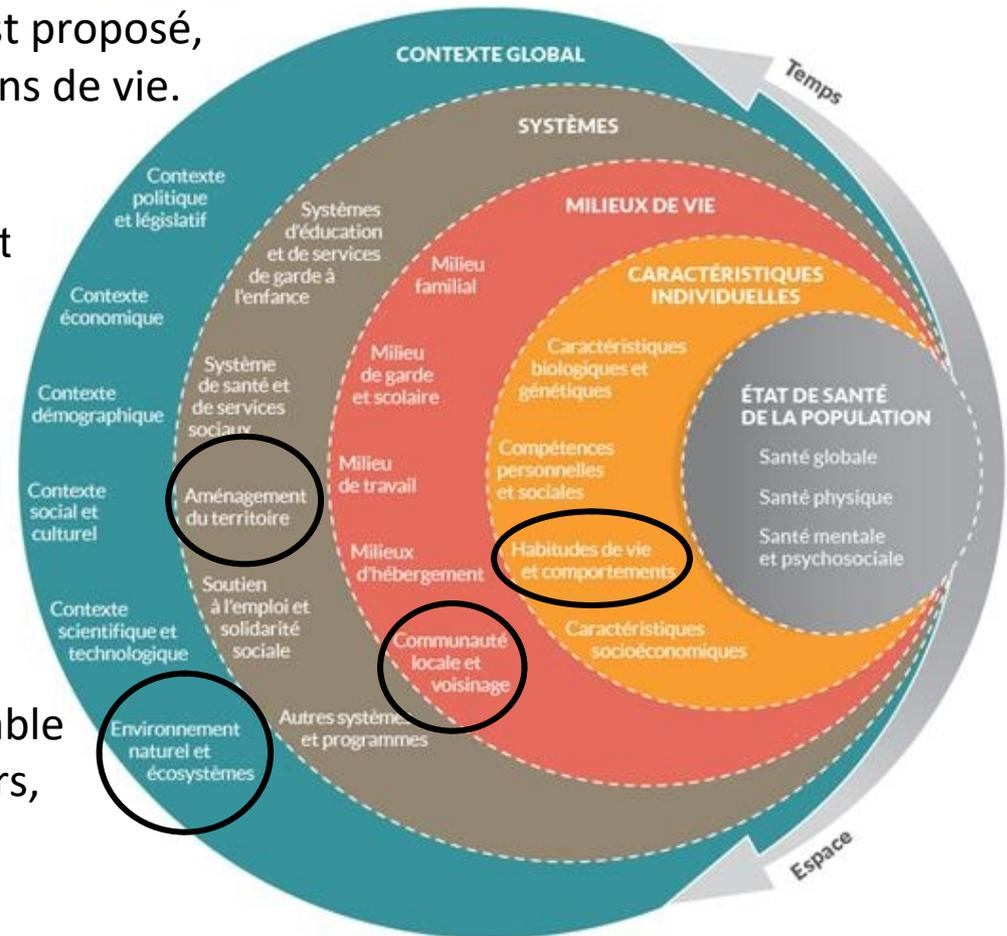 st proposé,
ns de vie.
t
able
rs,
CONTEXTE GLOBAL
Contexte
politique
et législatif
Contexte
économique
Contexte
démographique
Contexte
social et
culturel
Contexte
scientifique et
technologique
Environnement
naturel et
écosystèmes
SYSTÈMES
Systèmes
d'éducation
et de services
de garde à
l'enfance
Système
de santé et
de services
sociaux
Aménagement
du territoire
Soutien
à l'emploi et
solidarité
sociale
Autres systèmes
et programmes
MILIEUX DE VIE
Milieu
familial
Milieu
de garde
et scolaire
Milieu
de travail
Milieux
d'hébergement
Communauté
locale et
voisinage
CARACTÉRISTIQUES
INDIVIDUELLES
Caractéristiques
biologiques et
génétiques
Compétences
personnelles
et sociales
Habitudes de vie
et comportements
Caractéristiques
socioéconomiques
ÉTAT DE SANTÉ
DE LA POPULATION
Santé globale
Santé physique
Santé mentale
et psychosociale
Temps
Espace